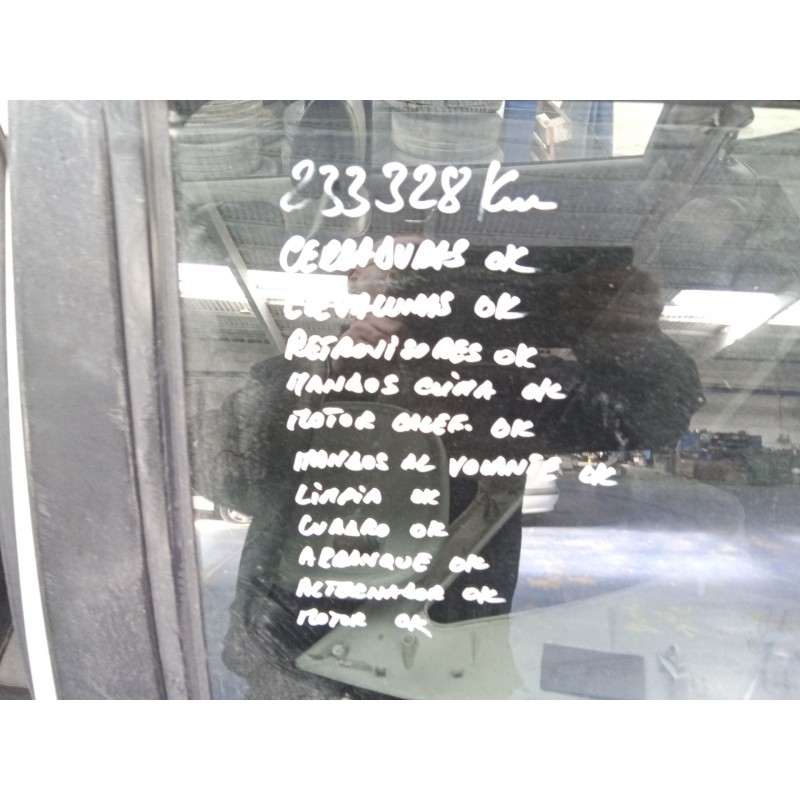 233328 Km
CERRADURAS OK
ELEVALUNAS OK
RETROVISORES OK
MANDOS CLIMA OK
MOTOR CALEF. OK
MANDOS AL VOLANTE OK
LIMPIA OK
CUADRO OK
ARRANQUE OK
ALTERNADOR OK
MOTOR OK